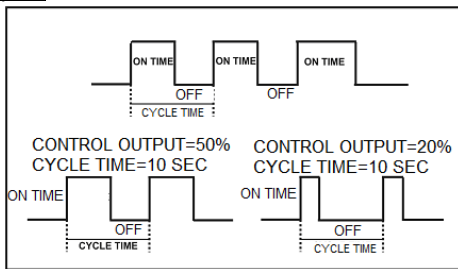 ON TIME ON TIME ON TIME
OFF OFF
CYCLE TIME
CONTROL OUTPUT=50%
CYCLE TIME=10 SEC
ON TIME
OFF
CYCLE TIME
CONTROL OUTPUT=20%
CYCLE TIME=10 SEC
ON TIME
OFF
CYCLE TIME